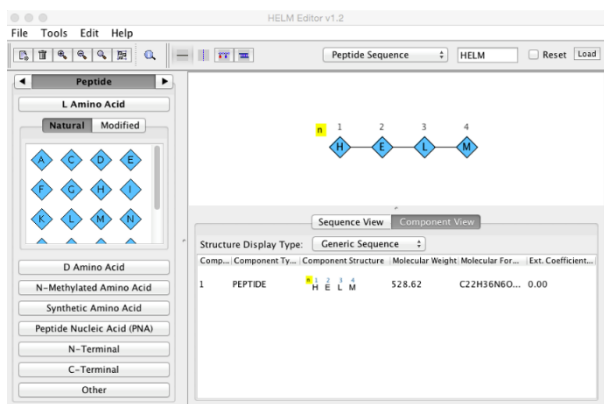 HELM Editor v1.2
File Tools Edit Help
Peptide Sequence HELM Reset Load
Peptide
L Amino Acid
Natural Modified
A C D E
F G H I
K L M N
D Amino Acid
N-Methylated Amino Acid
Synthetic Amino Acid
Peptide Nucleic Acid (PNA)
N-Terminal
C-Terminal
Other
n 1 2 3 4
H E L M
Sequence View Component View
Structure Display Type: Generic Sequence
Comp... Component Ty... Component Structure Molecular Weight Molecular For... Ext. Coefficient...
n 1 2 3 4
1 PEPTIDE H E L M 528.62 C22H36N6O... 0.00